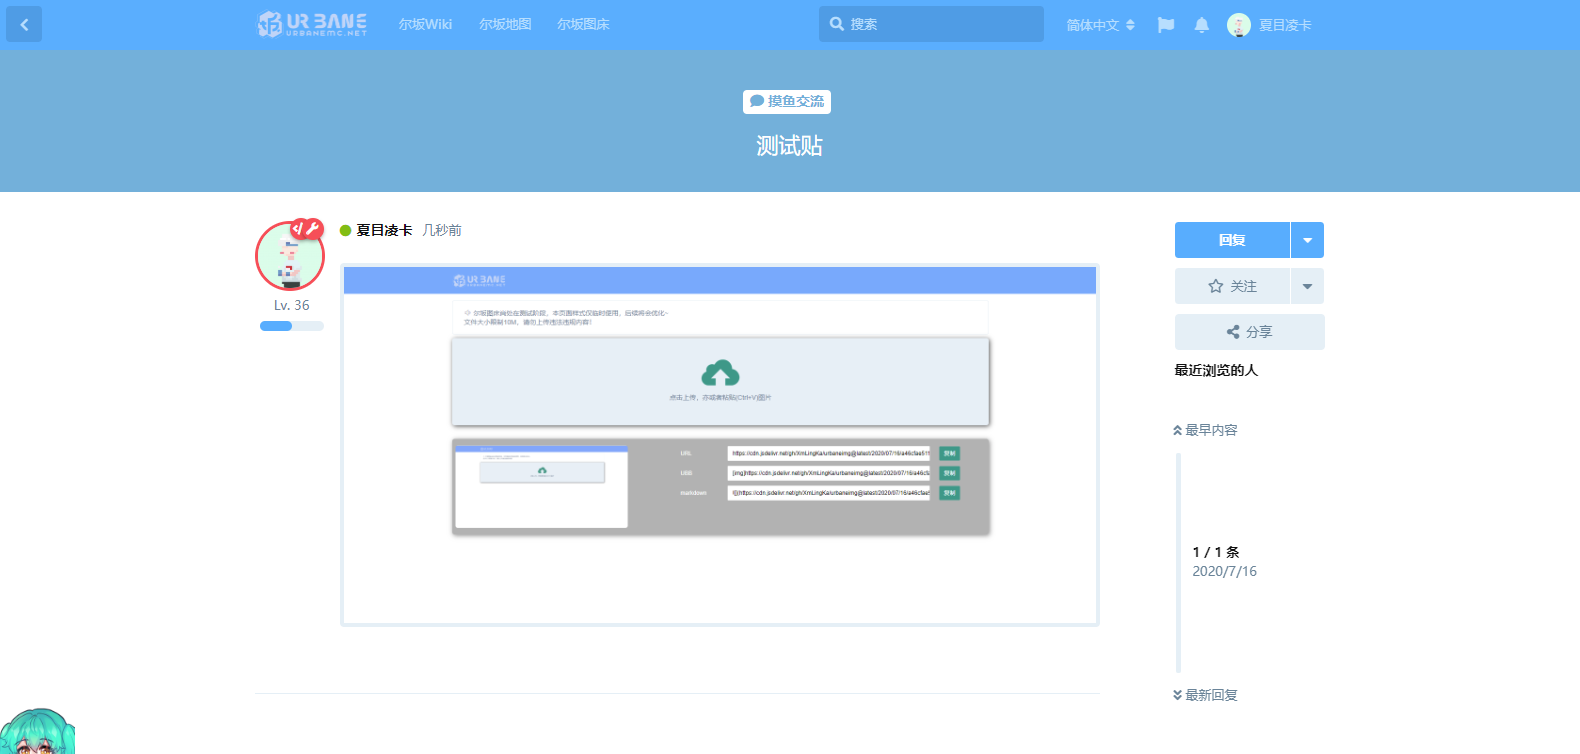 UR BANE
URBANEMC.NET
尔坂Wiki
尔坂地图
尔坂图床
搜索
简体中文
夏目凌卡
摸鱼交流
测试贴
夏目凌卡 几秒前
Lv. 36
UR BANE
尔坂图床尚处在测试阶段，本页面样式仅临时使用，后续将会优化~
文件大小限制10M，请勿上传违法违规内容！
点击上传，亦或者粘贴(Ctrl+V)图片
URL
https://cdn.jsdelivr.net/gh/XmLingKa/urbaneimg@latest/2020/07/16/a46cfae51
复制
UBB
[img]https://cdn.jsdelivr.net/gh/XmLingKa/urbaneimg@latest/2020/07/16/a46cfa
复制
markdown
![](https://cdn.jsdelivr.net/gh/XmLingKa/urbaneimg@latest/2020/07/16/a46cfae
复制
回复
关注
分享
最近浏览的人
最早内容
1 / 1 条
2020/7/16
最新回复